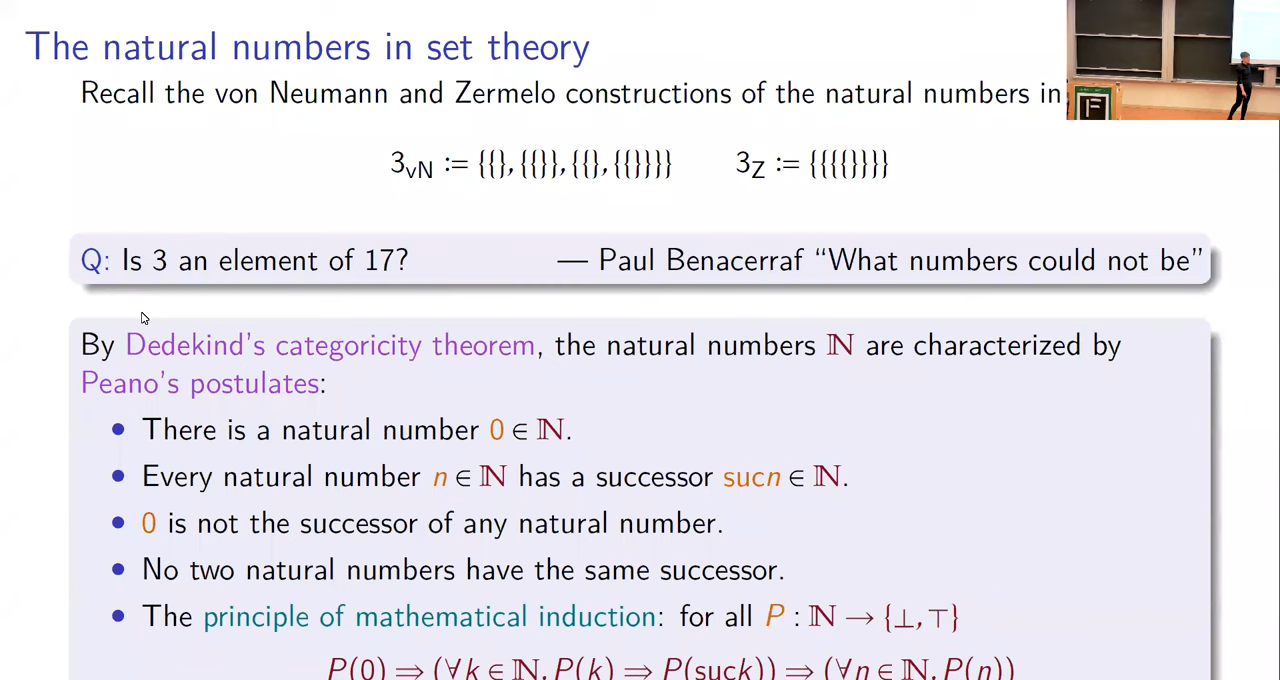 The natural numbers in set theory
Recall the von Neumann and Zermelo constructions of the natural numbers in
3vN := {{}, {{}}, {{}, {{}}}} 3Z := {{{{}}}}
Q: Is 3 an element of 17? — Paul Benacerraf “What numbers could not be”
By Dedekind’s categoricity theorem, the natural numbers ℕ are characterized by
Peano’s postulates:
• There is a natural number 0 ∈ ℕ.
• Every natural number n ∈ ℕ has a successor sucn ∈ ℕ.
• 0 is not the successor of any natural number.
• No two natural numbers have the same successor.
• The principle of mathematical induction: for all P : ℕ → {⊥, ⊤}
P(0) ⇒ (∀k ∈ ℕ, P(k) ⇒ P(suck)) ⇒ (∀n ∈ ℕ, P(n))